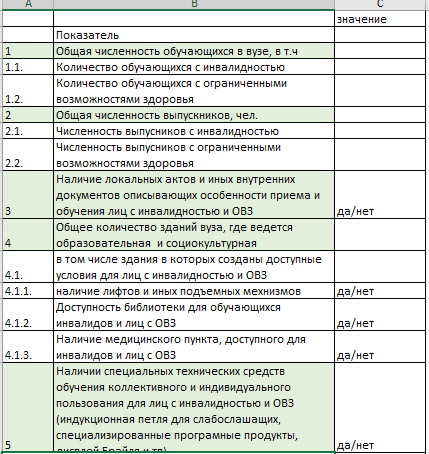 A B C
значение
Показатель
1 Общая численность обучающихся в вузе, в т.ч
1.1. Количество обучающихся с инвалидностью
Количество обучающихся с ограниченными
1.2. возможностями здоровья
2 Общая численность выпускников, чел.
2.1. Численность выпусников с инвалидностью
Численность выпусников с ограниченными
2.2. возможностями здоровья
Наличие локальных актов и иных внутренних
документов описывающих особенности приема и
3 обучения лиц с инвалидностью и ОВЗ да/нет
Общее количество зданий вуза, где ведется
4 образовательная и социокультурная
в том числе здания в которых созданы доступные
4.1. условия для лиц с инвалидностью и ОВЗ
4.1.1. наличие лифтов и иных подъемных мехнизмов да/нет
Доступность библиотеки для обучающихся
4.1.2. инвалидов и лиц с ОВЗ да/нет
Наличие медицинского пункта, доступного для
4.1.3. инвалидов и лиц с ОВЗ да/нет
Наличии специальных технических средств
обучения коллективного и индивидуального
пользования для лиц с инвалидностью и ОВЗ
(индукционная петля для слабослашащих,
специализированные програмные продукты,
5 дисплей Брайля и тп) да/нет